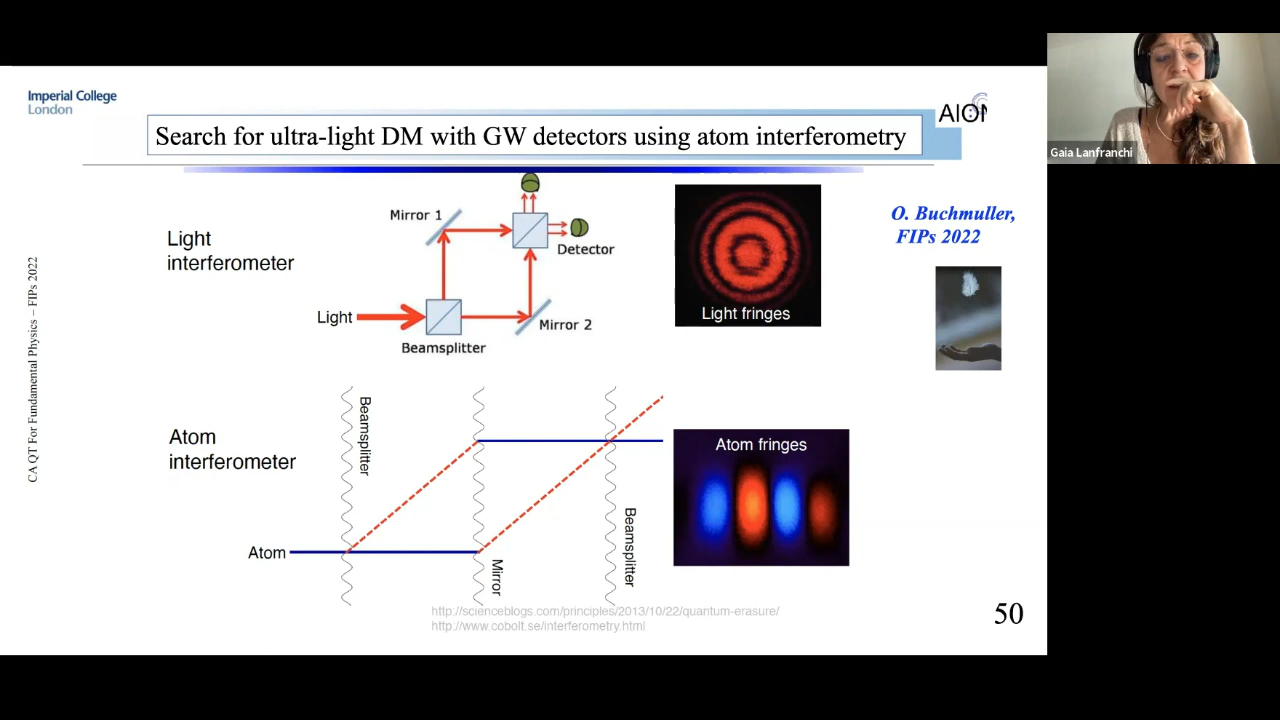 Imperial College
London
Search for ultra-light DM with GW detectors using atom interferometry
AION
Gaia Lanfranchi
CA QT For Fundamental Physics – FIPs 2022
Light
interferometer
Mirror 1
Detector
Light
Mirror 2
Beamsplitter
Light fringes
O. Buchmuller,
FIPs 2022
Atom
interferometer
Beamsplitter
Atom
Mirror
Beamsplitter
Atom fringes
http://scienceblogs.com/principles/2013/10/22/quantum-erasure/
http://www.cobolt.se/interferometry.html
50